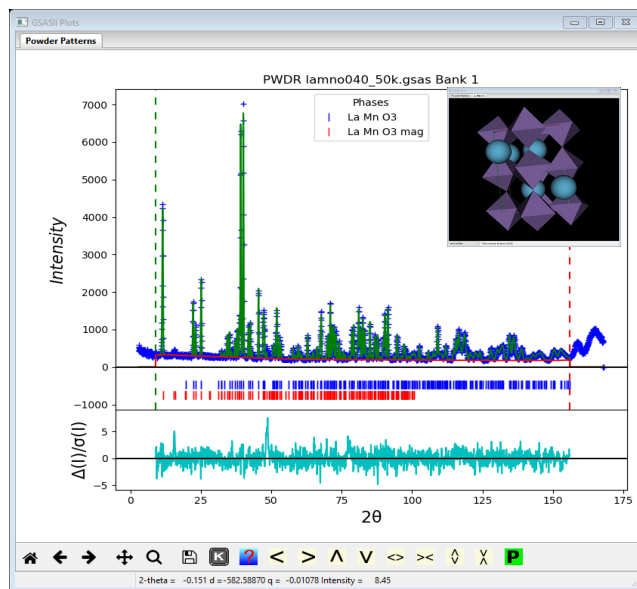 GSASII Plots
Powder Patterns
PWDR lamno040_50k.gsas Bank 1
Phases
La Mn O3
La Mn O3 mag
Intensity
7000
6000
5000
4000
3000
2000
1000
0
−1000
Δ(I)/σ(I)
5
0
−5
0 25 50 75 100 125 150 175
2θ
K ? < > Λ V <> >< P
2-theta = -0.151 d =-582.58870 q = -0.01078 Intensity = 8.45